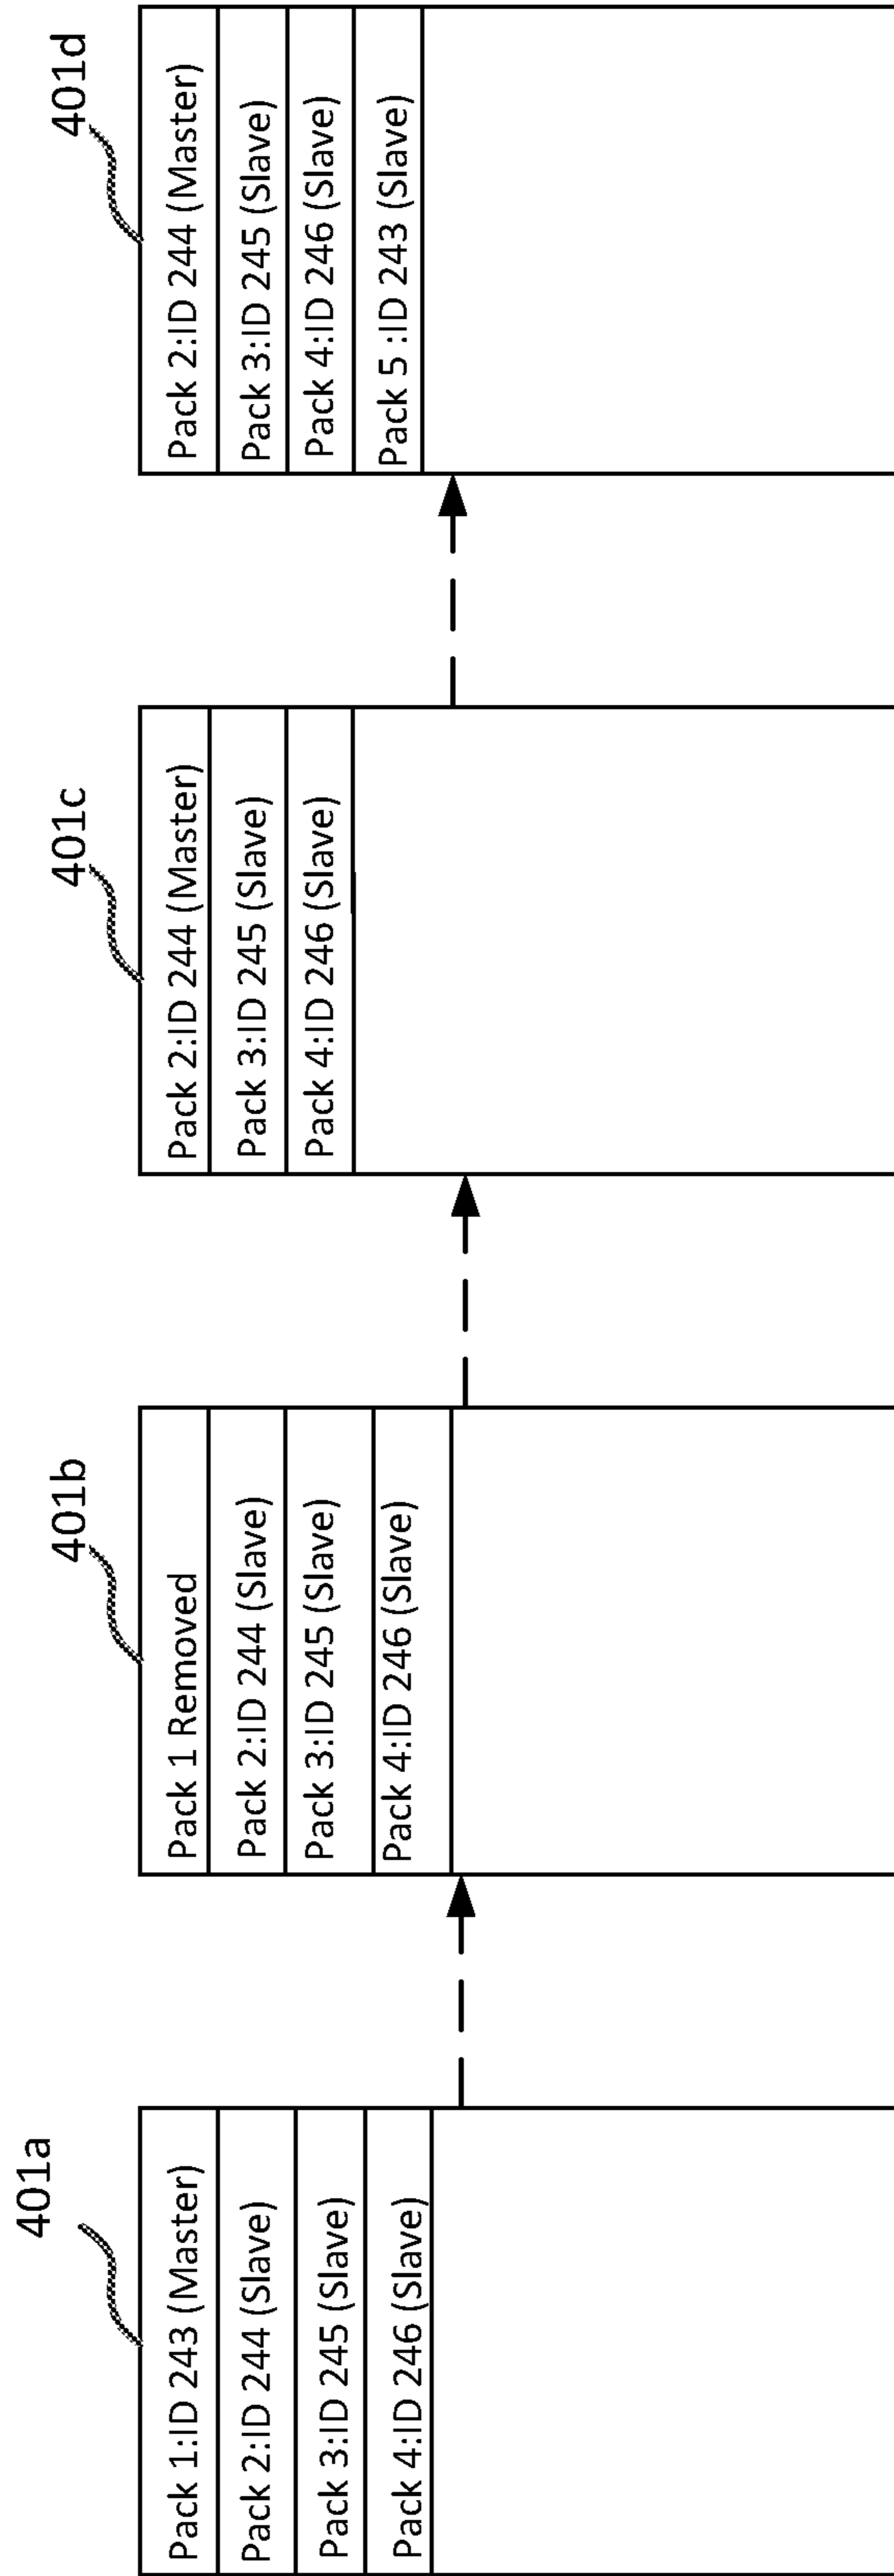 401a
Pack 1:ID 243 (Master)
Pack 2:ID 244 (Slave)
Pack 3:ID 245 (Slave)
Pack 4:ID 246 (Slave)
401b
Pack 1 Removed
Pack 2:ID 244 (Slave)
Pack 3:ID 245 (Slave)
Pack 4:ID 246 (Slave)
401c
Pack 2:ID 244 (Master)
Pack 3:ID 245 (Slave)
Pack 4:ID 246 (Slave)
401d
Pack 2:ID 244 (Master)
Pack 3:ID 245 (Slave)
Pack 4:ID 246 (Slave)
Pack 5 :ID 243 (Slave)